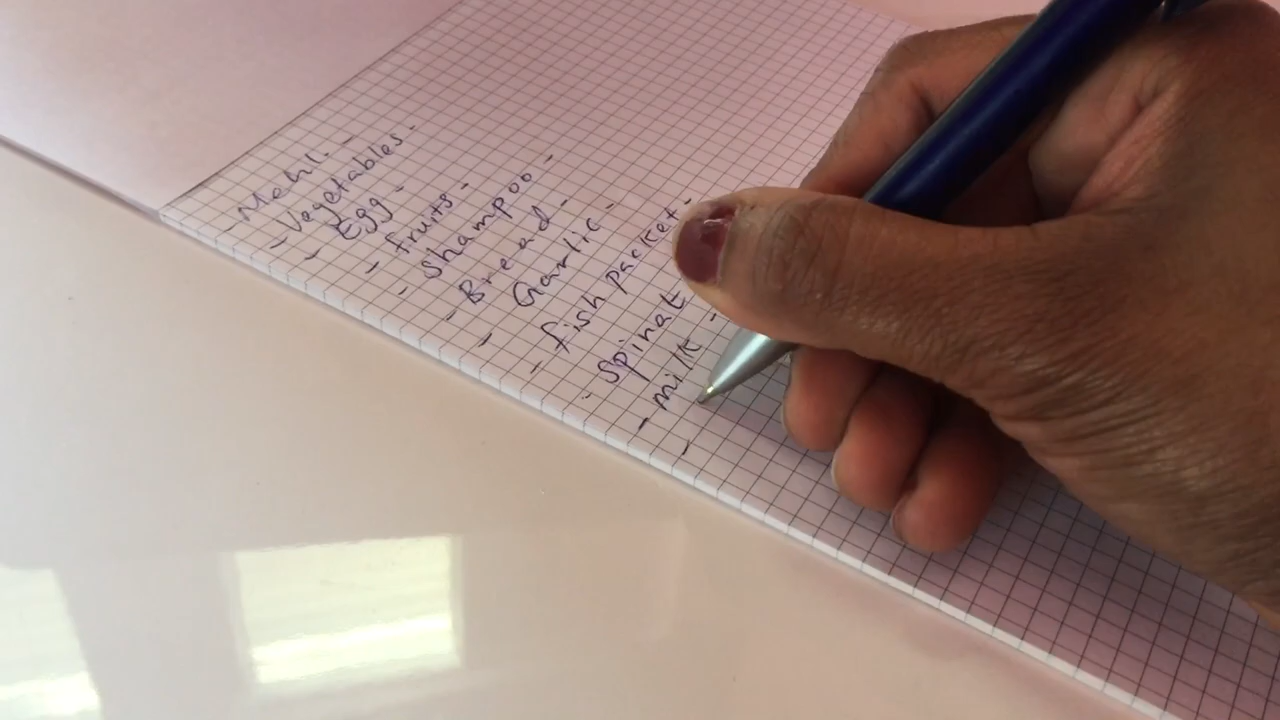 - Mehl -
- Vegetables -
- Egg -
- fruits -
- Shampoo -
- Bread -
- Garlic -
- fish packet -
- Spinat
- milk -
-